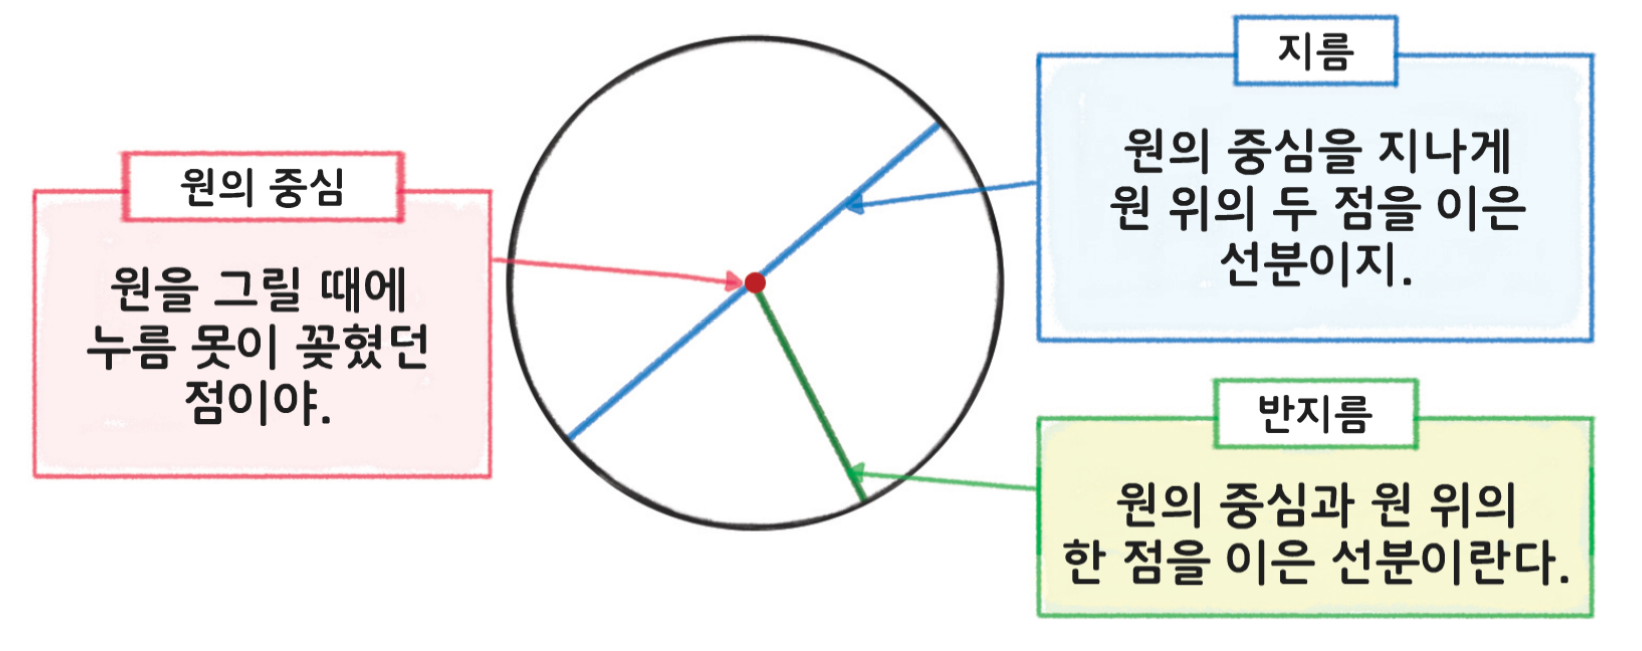 원의 중심
원을 그릴 때에
누름 못이 꽂혔던
점이야.
지름
원의 중심을 지나게
원 위의 두 점을 이은
선분이지.
반지름
원의 중심과 원 위의
한 점을 이은 선분이란다.